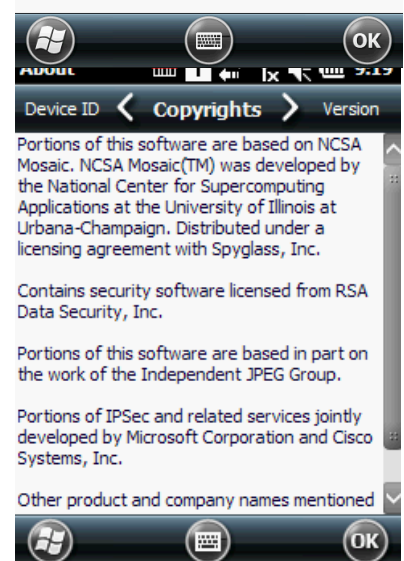 OK
About
9:19
Device ID
Copyrights
Version
Portions of this software are based on NCSA
Mosaic. NCSA Mosaic(TM) was developed by
the National Center for Supercomputing
Applications at the University of Illinois at
Urbana-Champaign. Distributed under a
licensing agreement with Spyglass, Inc.
Contains security software licensed from RSA
Data Security, Inc.
Portions of this software are based in part on
the work of the Independent JPEG Group.
Portions of IPSec and related services jointly
developed by Microsoft Corporation and Cisco
Systems, Inc.
Other product and company names mentioned
OK